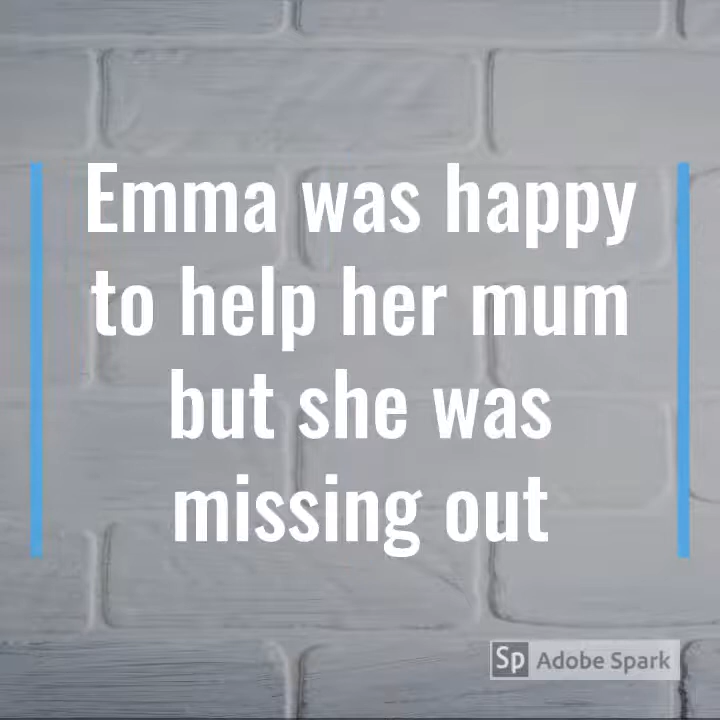 Emma was happy
to help her mum
but she was
missing out
Sp Adobe Spark